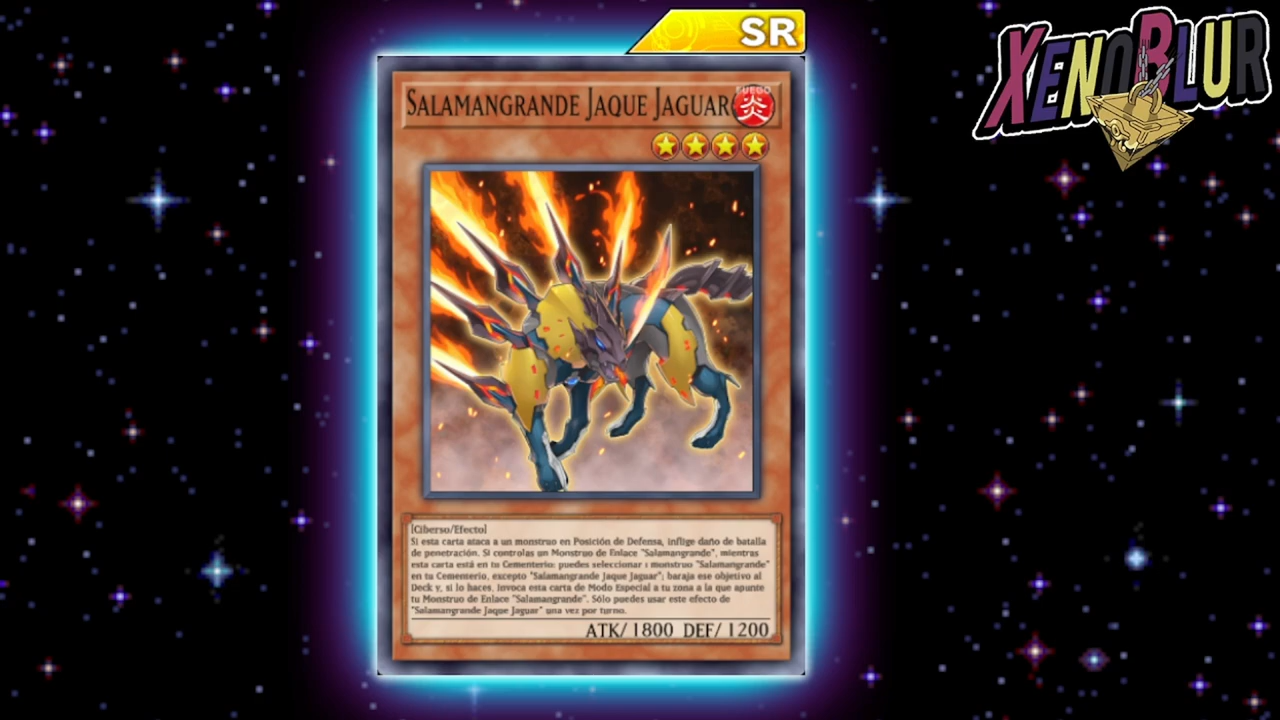 SR
XENOBLUR
SALAMANGRANDE JAQUE JAGUAR
FUEGO
炎
[Ciberso/Efecto]
Si esta carta ataca a un monstruo en Posición de Defensa, inflige daño de batalla
de penetración. Si controlas un Monstruo de Enlace "Salamangrande", mientras
esta carta está en tu Cementerio: puedes seleccionar 1 monstruo "Salamangrande"
en tu Cementerio, excepto "Salamangrande Jaque Jaguar"; baraja ese objetivo al
Deck y, si lo haces, Invoca esta carta de Modo Especial a tu zona a la que apunte
tu Monstruo de Enlace "Salamangrande". Sólo puedes usar este efecto de
"Salamangrande Jaque Jaguar" una vez por turno.
ATK/1800 DEF/1200